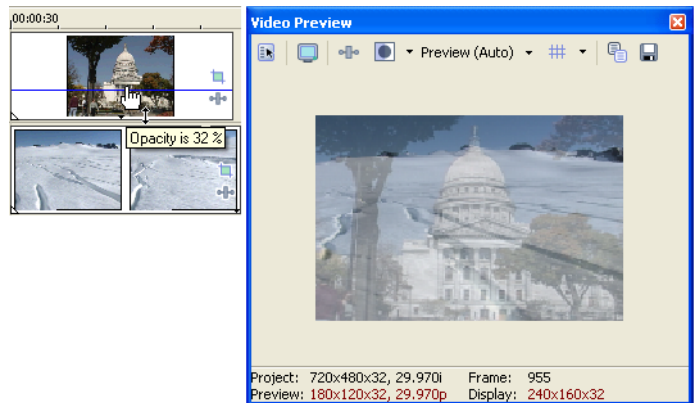 00:00:30
Opacity is 32 %
Video Preview
Preview (Auto)
Project: 720x480x32, 29.970i Frame: 955
Preview: 180x120x32, 29.970p Display: 240x160x32